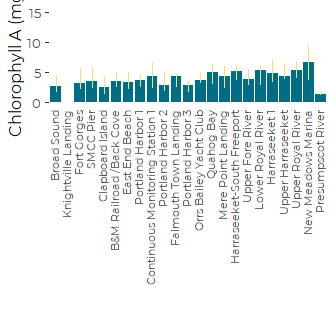 Chlorophyll A (mg
15
10
5
0
Broad Sound
Knightville Landing
Fort Gorges
SMCC Pier
Clapboard Island
B&M Railroad / Back Cove
East End Beach
Portland Harbor 1
Continuous Monitoring Station 1
Portland Harbor 2
Falmouth Town Landing
Portland Harbor 3
Orrs Bailey Yacht Club
Quahog Bay
Mere Point Landing
Harraseeket-South Freeport
Upper Fore River
Lower Royal River
Harraseeket 1
Upper Harraseeket
Upper Royal River
New Meadows Marina
Presumpscot River